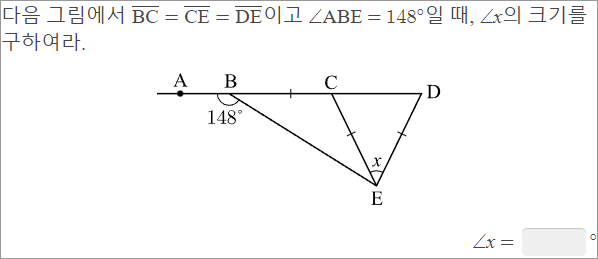 다음 그림에서 BC = CE = DE이고 ∠ABE = 148°일 때, ∠x의 크기를
구하여라.
A B C D
148°
x
E
∠x = °